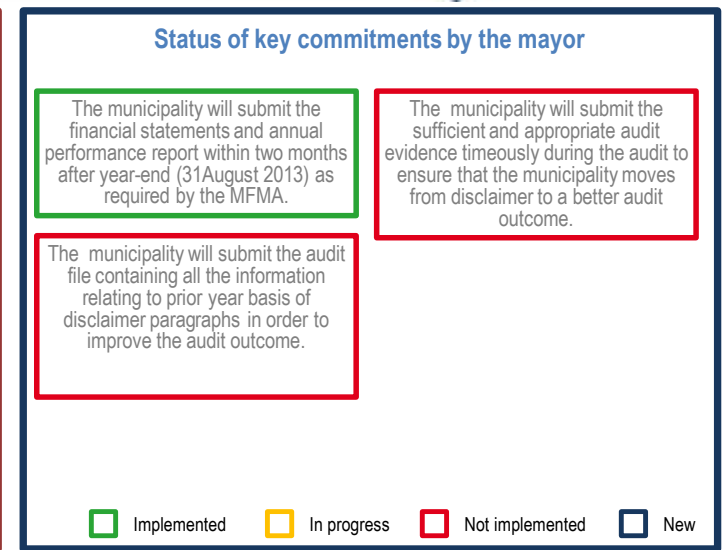 Status of key commitments by the mayor
The municipality will submit the
financial statements and annual
performance report within two months
after year-end (31August 2013) as
required by the MFMA.
The municipality will submit the
sufficient and appropriate audit
evidence timeously during the audit to
ensure that the municipality moves
from disclaimer to a better audit
outcome.
The municipality will submit the audit
file containing all the information
relating to prior year basis of
disclaimer paragraphs in order to
improve the audit outcome.
Implemented
In progress
Not implemented
New